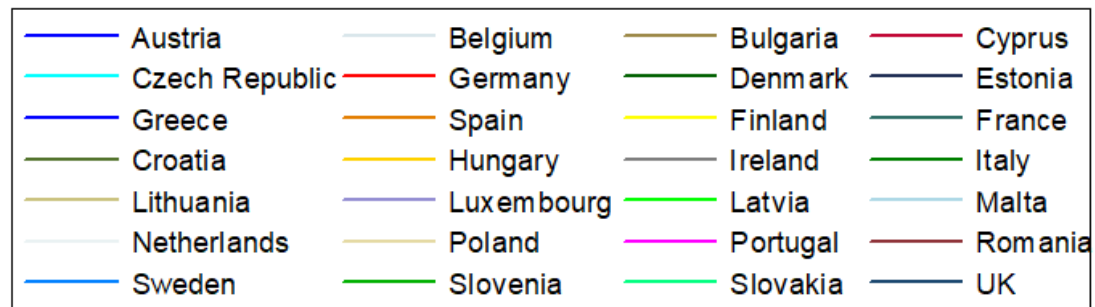 Austria Belgium Bulgaria Cyprus
Czech Republic Germany Denmark Estonia
Greece Spain Finland France
Croatia Hungary Ireland Italy
Lithuania Luxembourg Latvia Malta
Netherlands Poland Portugal Romania
Sweden Slovenia Slovakia UK